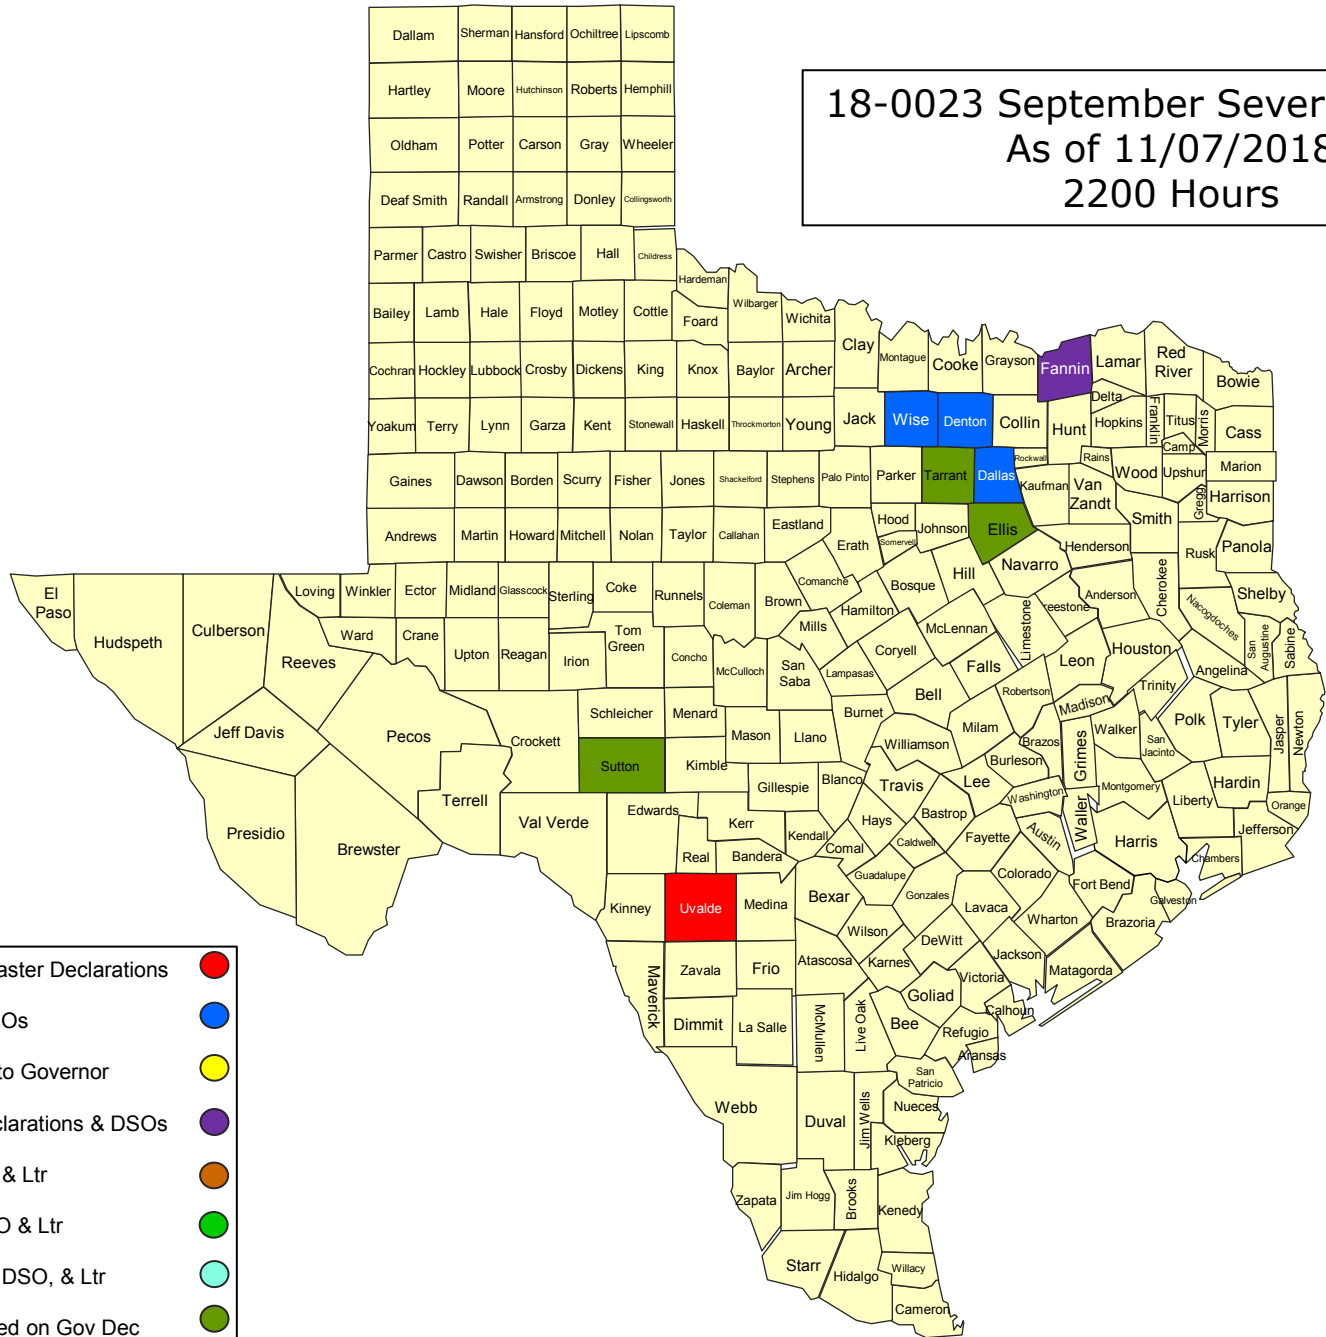 Dallam Sherman Hansford Ochiltree Lipscomb
Hartley Moore Hutchinson Roberts Hemphill
18-0023 September Sever
As of 11/07/2018
2200 Hours
Oldham Potter Carson Gray Wheeler
Deaf Smith Randall Armstrong Donley Collingsworth
Parmer Castro Swisher Briscoe Hall Childress
Hardeman
Bailey Lamb Hale Floyd Motley Cottle Foard Wilbarger Wichita
Clay Montague Cooke Grayson Fannin Lamar Red River Bowie
Cochran Hockley Lubbock Crosby Dickens King Knox Baylor Archer
Yoakum Terry Lynn Garza Kent Stonewall Haskell Throckmorton Young Jack Wise Denton Collin Hunt Delta Hopkins Franklin Titus Morris Cass
Camp
Gaines Dawson Borden Scurry Fisher Jones Shackelford Stephens Palo Pinto Parker Tarrant Dallas Rockwall Kaufman Rains Van Zandt Wood Upshur Marion
Gregg Harrison
Andrews Martin Howard Mitchell Nolan Taylor Callahan Eastland Erath Hood Somervell Johnson Ellis Henderson Smith Rusk Panola
El Paso Hudspeth Culberson Loving Winkler Ector Midland Glasscock Sterling Coke Runnels Coleman Brown Comanche Hamilton Bosque Hill Navarro Anderson Cherokee Nacogdoches Shelby
Reeves Ward Crane Upton Reagan Irion Tom Green Concho McCulloch San Saba Mills Lampasas Coryell McLennan Limestone reestone Leon Houston Angelina San Augustine Sabine
Falls Bell Robertson Madison Trinity
Jeff Davis Pecos Crockett Schleicher Menard Mason Llano Burnet Williamson Milam Brazos Grimes Walker San Jacinto Polk Tyler Jasper Newton
Terrell Sutton Kimble Gillespie Blanco Travis Lee Burleson Washington Montgomery Liberty Hardin Orange
Presidio Brewster Val Verde Edwards Kerr Kendall Hays Bastrop Caldwell Fayette Austin Waller Harris Jefferson Chambers
Real Bandera Comal Guadalupe Gonzales Colorado Fort Bend Galveston
Kinney Uvalde Medina Bexar Wilson Lavaca Wharton Brazoria
Maverick Zavala Frio Atascosa Karnes DeWitt Jackson Matagorda
Victoria Goliad Calhoun
Dimmit La Salle McMullen Live Oak Bee Refugio Aransas
San Patricio
Webb Duval Jim Wells Nueces
Kleberg
Zapata Jim Hogg Brooks Kenedy
Starr Hidalgo Willacy
Cameron
aster Declarations
Os
to Governor
clarations & DSOs
& Ltr
O & Ltr
DSO, & Ltr
ed on Gov Dec